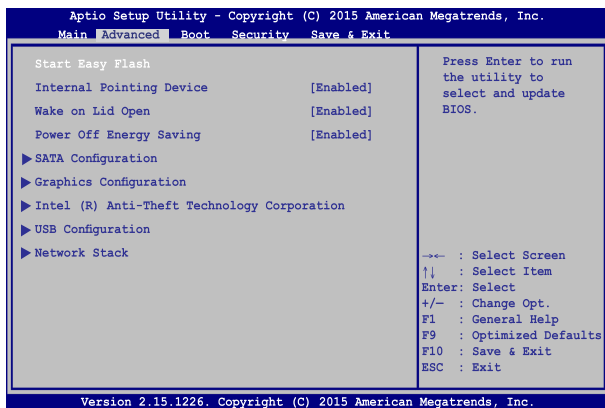 Aptio Setup Utility - Copyright (C) 2015 American Megatrends, Inc.
Main Advanced Boot Security Save & Exit
Start Easy Flash
Internal Pointing Device [Enabled]
Wake on Lid Open [Enabled]
Power Off Energy Saving [Enabled]
SATA Configuration
Graphics Configuration
Intel (R) Anti-Theft Technology Corporation
USB Configuration
Network Stack
Press Enter to run
the utility to
select and update
BIOS.
→← : Select Screen
↑↓ : Select Item
Enter: Select
+/— : Change Opt.
F1 : General Help
F9 : Optimized Defaults
F10 : Save & Exit
ESC : Exit
Version 2.15.1226. Copyright (C) 2015 American Megatrends, Inc.